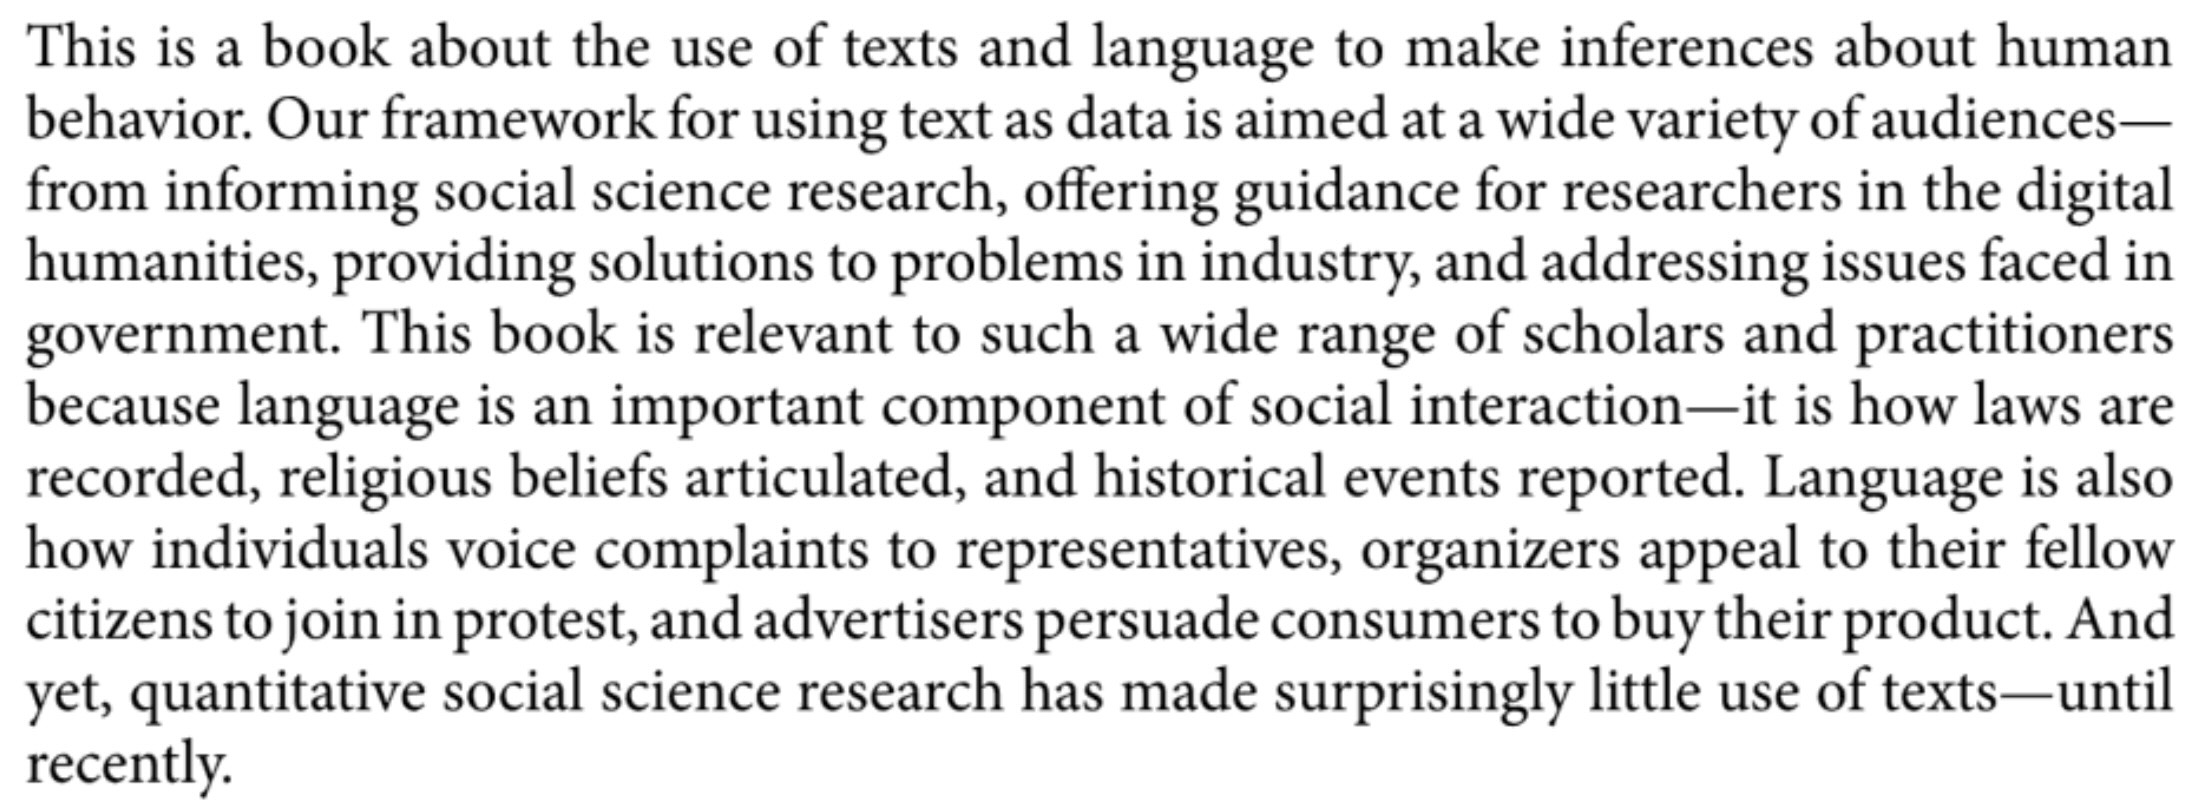 This is a book about the use of texts and language to make inferences about human
behavior. Our framework for using text as data is aimed at a wide variety of audiences—
from informing social science research, offering guidance for researchers in the digital
humanities, providing solutions to problems in industry, and addressing issues faced in
government. This book is relevant to such a wide range of scholars and practitioners
because language is an important component of social interaction—it is how laws are
recorded, religious beliefs articulated, and historical events reported. Language is also
how individuals voice complaints to representatives, organizers appeal to their fellow
citizens to join in protest, and advertisers persuade consumers to buy their product. And
yet, quantitative social science research has made surprisingly little use of texts—until
recently.